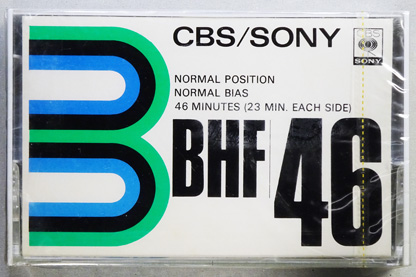 CBS/SONY
CBS
SONY
NORMAL POSITION
NORMAL BIAS
46 MINUTES (23 MIN. EACH SIDE)
BHF 46